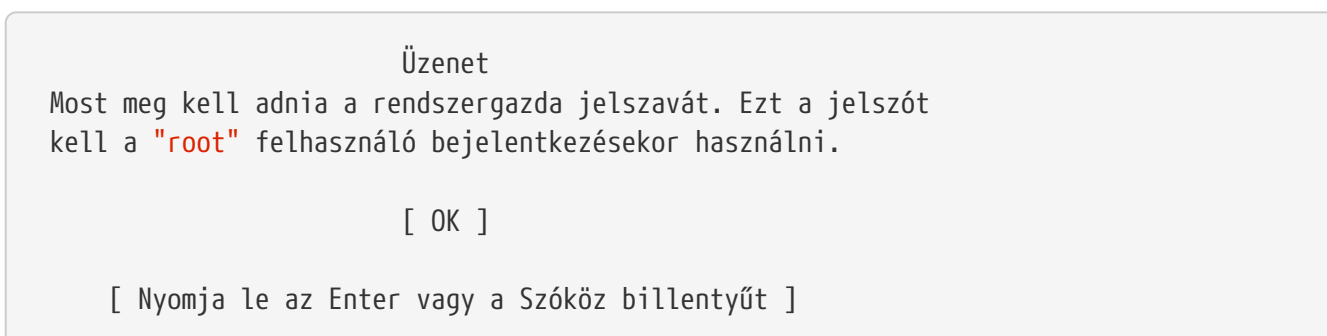 Üzenet
Most meg kell adnia a rendszergazda jelszavát. Ezt a jelszót
kell a "root" felhasználó bejelentkezésekor használni.
[ OK ]
[ Nyomja le az Enter vagy a Szóköz billentyűt ]